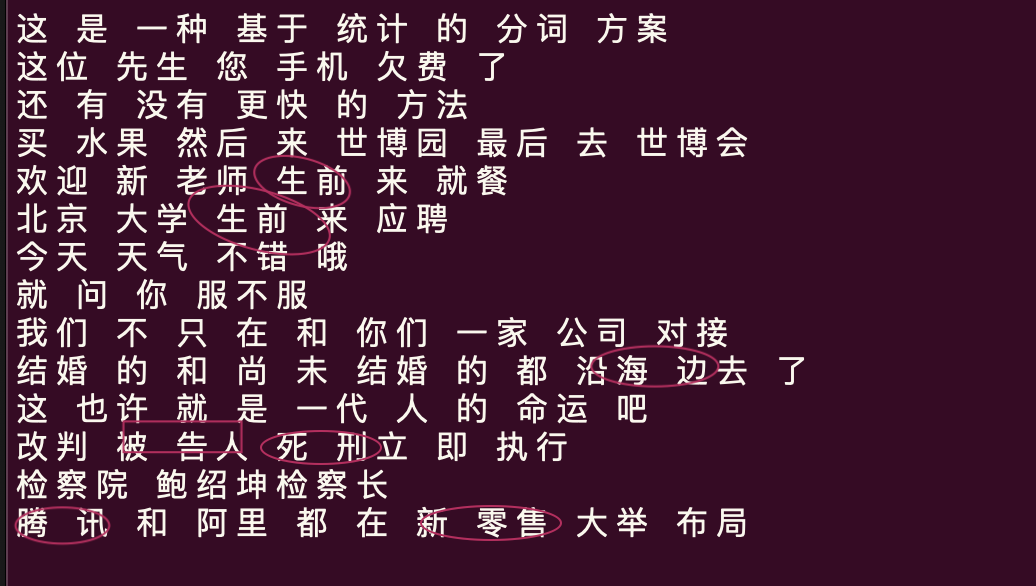 这 是 一种 基于 统计 的 分词 方案
这位 先生 您 手机 欠费 了
还 有 没有 更快 的 方法
买 水果 然后 来 世博园 最后 去 世博会
欢迎 新 老师 生前 来 就餐
北京 大学 生前 来 应聘
今天 天气 不错 哦
就 问 你 服不服
我们 不 只 在 和 你们 一家 公司 对接
结婚 的 和 尚 未 结婚 的 都 沿海 边去 了
这 也许 就 是 一代 人 的 命运 吧
改判 被 告人 死 刑立 即 执行
检察院 鲍绍坤检察长
腾 讯 和 阿里 都 在 新 零售 大举 布局